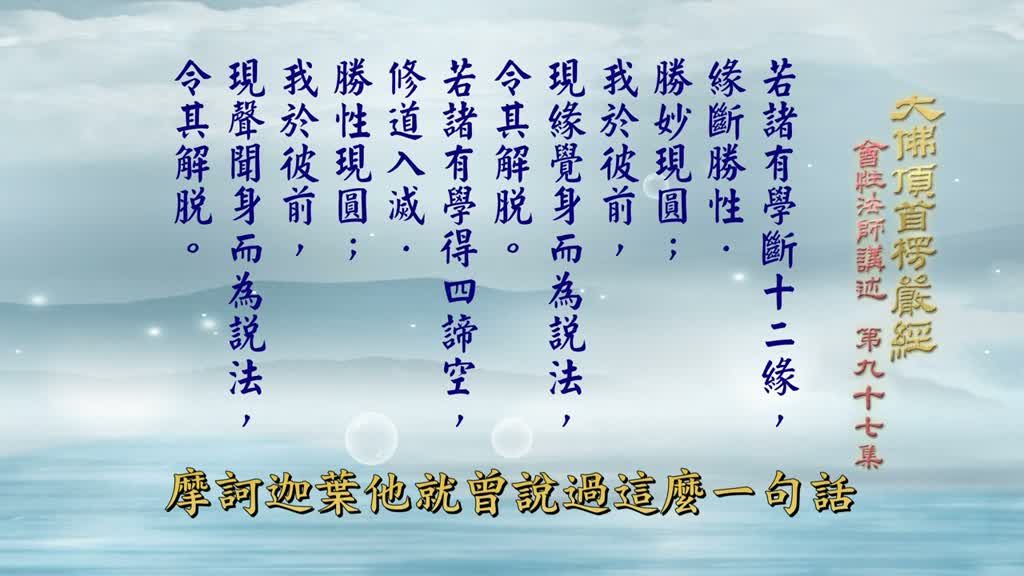 大佛頂首楞嚴經
會性法師講述 第九十七集
若諸有學斷十二緣，
緣斷勝性．
勝妙現圓；
我於彼前，
現緣覺身而為説法，
令其解脱。
若諸有學得四諦空，
修道入滅．
勝性現圓；
我於彼前，
現聲聞身而為説法，
令其解脱。
摩訶迦葉他就曾說過這麼一句話